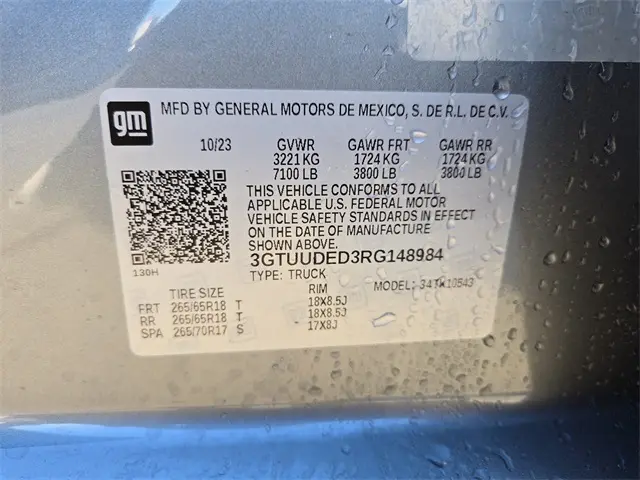 gm
MFD BY GENERAL MOTORS DE MEXICO, S. DE R.L. DE C.V.
10/23 GVWR GAWR FRT GAWR RR
3221 KG 1724 KG 1724 KG
7100 LB 3800 LB 3800 LB
THIS VEHICLE CONFORMS TO ALL
APPLICABLE U.S. FEDERAL MOTOR
VEHICLE SAFETY STANDARDS IN EFFECT
ON THE DATE OF MANUFACTURE
SHOWN ABOVE.
3GTUUDED3RG148984
130H
TYPE: TRUCK
TIRE SIZE RIM MODEL:
FRT 265/65R18 T 18X8.5J
RR 265/65R18 T 18X8.5J
SPA 265/70R17 S 17X8J